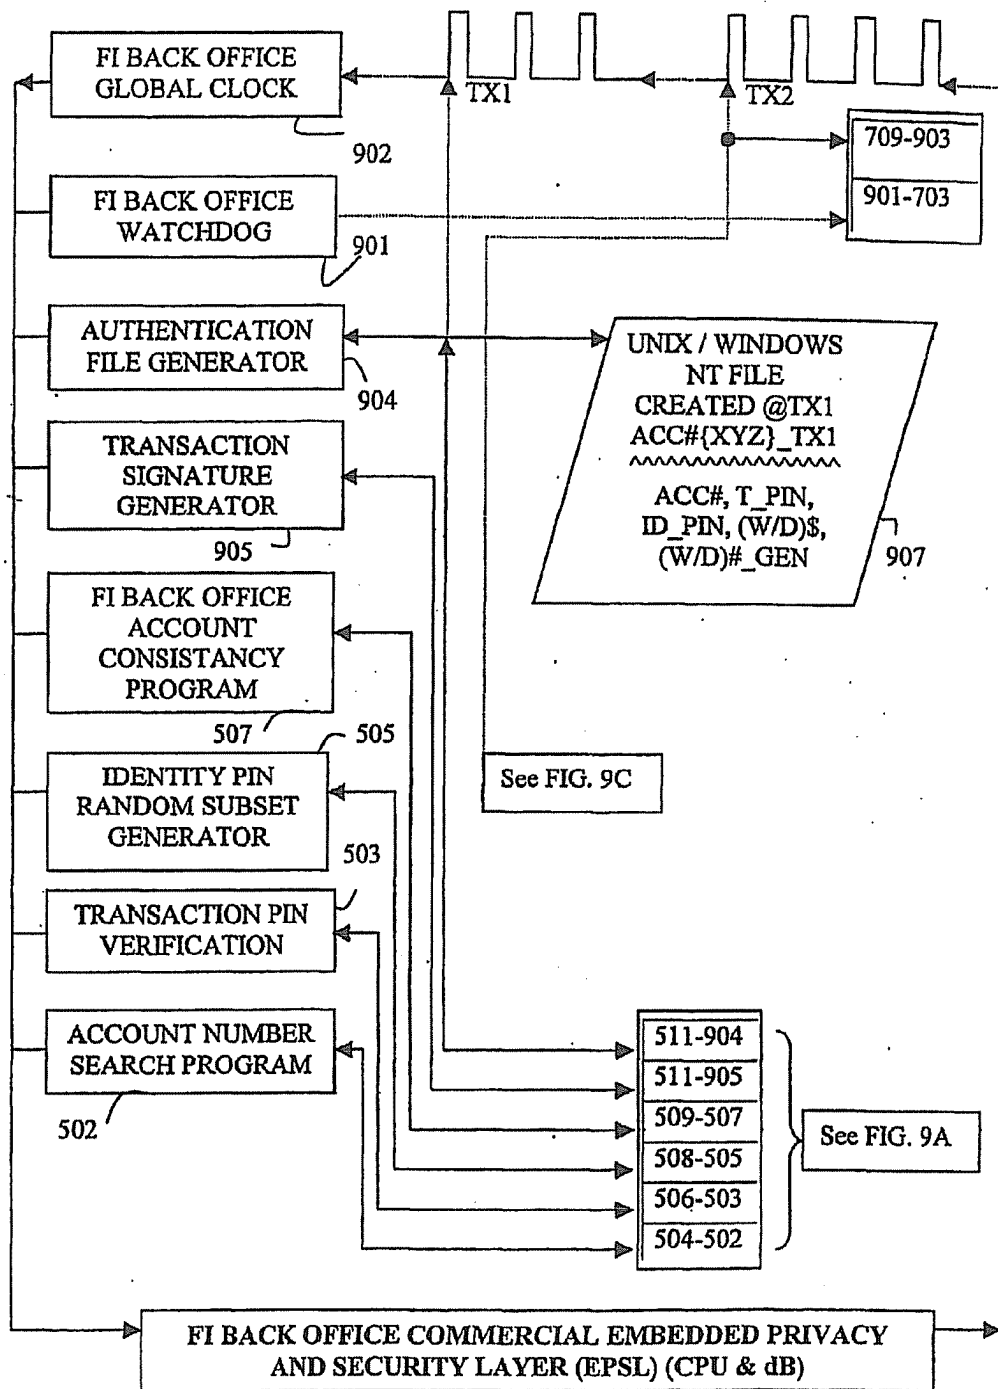 FI BACK OFFICE
GLOBAL CLOCK
902
TX1
TX2
709-903
901-703
FI BACK OFFICE
WATCHDOG
901
AUTHENTICATION
FILE GENERATOR
904
UNIX / WINDOWS
NT FILE
CREATED @TX1
ACC#{XYZ}_TX1
ACC#, T_PIN,
ID_PIN, (W/D)$,
(W/D)#_GEN
907
TRANSACTION
SIGNATURE
GENERATOR
905
FI BACK OFFICE
ACCOUNT
CONSISTANCY
PROGRAM
507
505
IDENTITY PIN
RANDOM SUBSET
GENERATOR
See FIG. 9C
503
TRANSACTION PIN
VERIFICATION
ACCOUNT NUMBER
SEARCH PROGRAM
502
511-904
511-905
509-507
508-505
506-503
504-502
See FIG. 9A
FI BACK OFFICE COMMERCIAL EMBEDDED PRIVACY
AND SECURITY LAYER (EPSL) (CPU & dB)